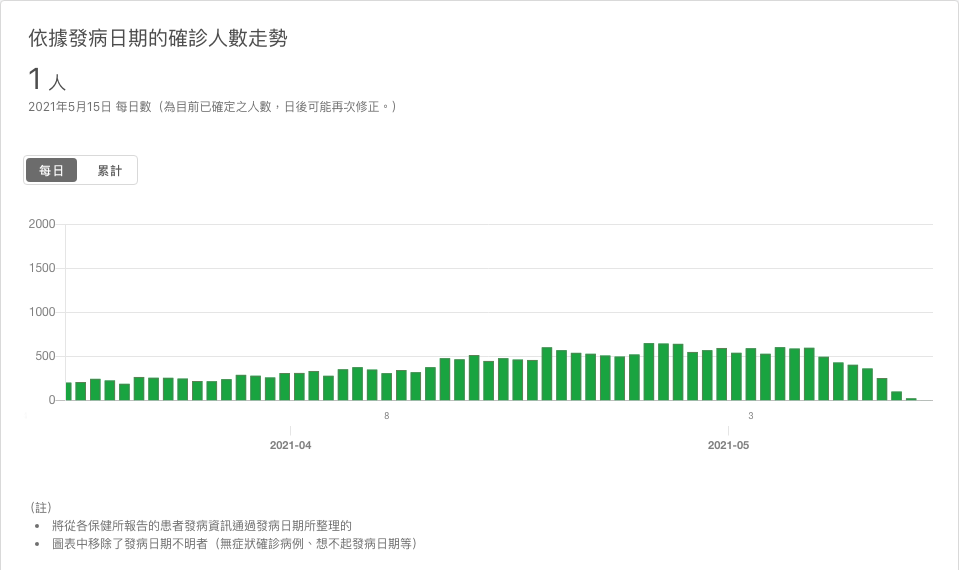 依據發病日期的確診人數走勢
1 人
2021年5月15日 每日數（為目前已確定之人數，日後可能再次修正。）
每日 累計
2000
1500
1000
500
0
8 3
2021-04 2021-05
（註）
• 將從各保健所報告的患者發病資訊通過發病日期所整理的
• 圖表中移除了發病日期不明者（無症狀確診病例、想不起發病日期等）